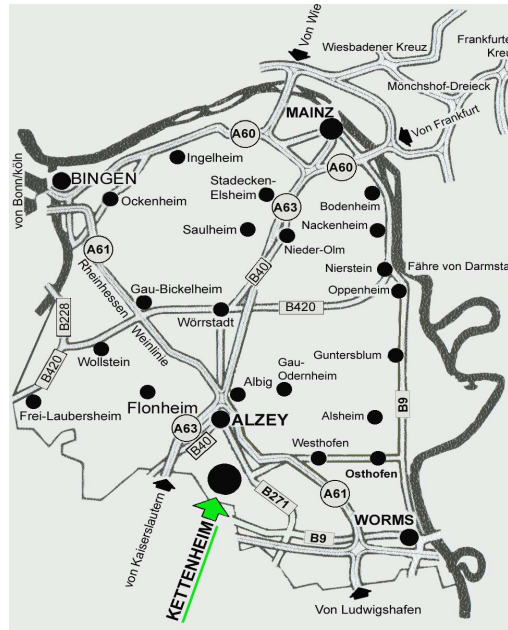 Von Wie
Wiesbadener Kreuz
Frankfurte
Kreu
Mönchshof-Dreieck
MAINZ
A60
Von Frankfurt
Ingelheim
A60
von Bonn/köln
BINGEN
Stadecken-
Elsheim
Ockenheim
A63
Bodenheim
Saulheim
Nackenheim
Nieder-Olm
A61
Rheinhessen
B40
Nierstein
Fähre von Darmsta
Gau-Bickelheim
Oppenheim
B228
Wörrstadt
B420
Weinlinie
B420
Wollstein
Guntersblum
Gau-
Odernheim
Albig
Flonheim
B9
Frei-Laubersheim
ALZEY
Alsheim
A63
B40
Westhofen
Osthofen
von Kaiserslautern
B271
A61
WORMS
KETTENHEIM
B9
Von Ludwigshafen